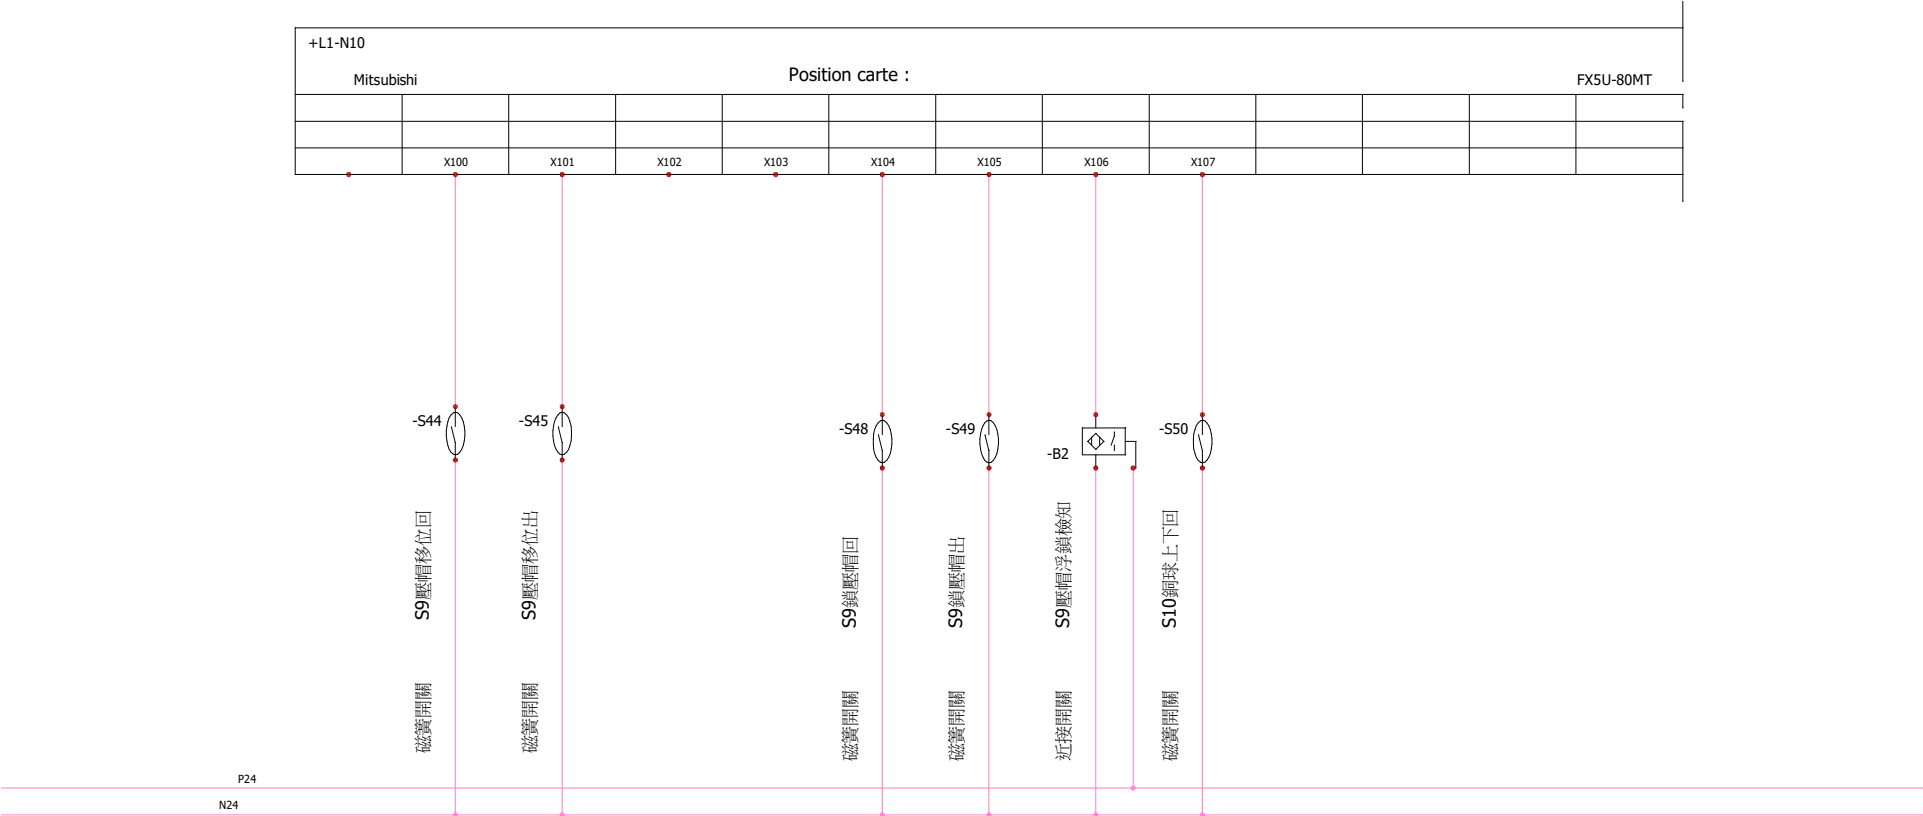 +L1-N10
Mitsubishi
Position carte :
FX5U-80MT
X100
X101
X102
X103
X104
X105
X106
X107
-S44
-S45
-S48
-S49
-B2
-S50
S9壓帽移位回
S9壓帽移位出
S9鎖壓帽回
S9鎖壓帽出
S9壓帽浮鎖檢知
S10銅球上下回
磁簧開關
磁簧開關
磁簧開關
磁簧開關
近接開關
磁簧開關
P24
N24